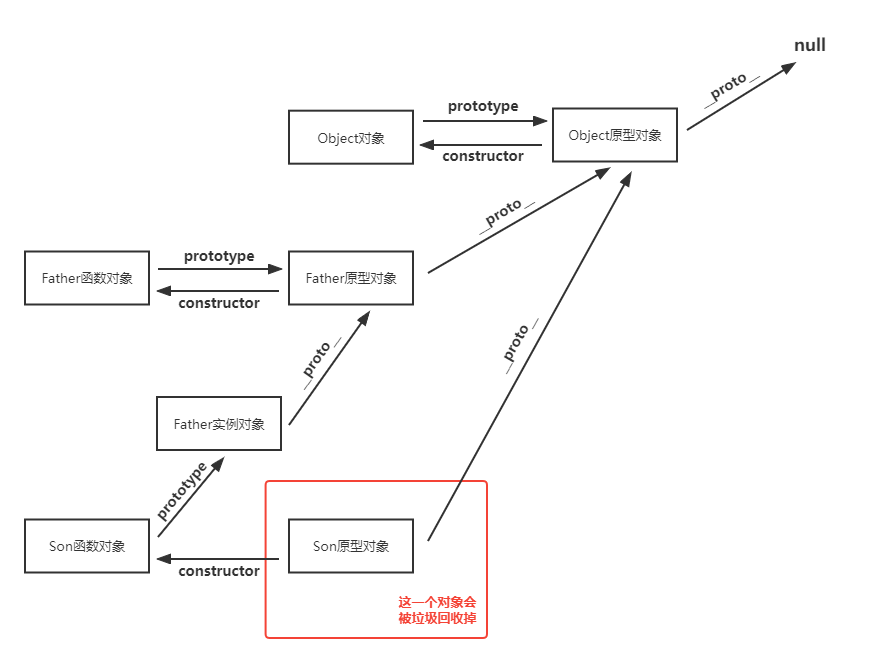 null
__proto__
prototype
Object对象
Object原型对象
constructor
__proto__
prototype
Father函数对象
Father原型对象
constructor
__proto__
__proto__
Father实例对象
prototype
Son函数对象
Son原型对象
constructor
这一个对象会
被垃圾回收掉